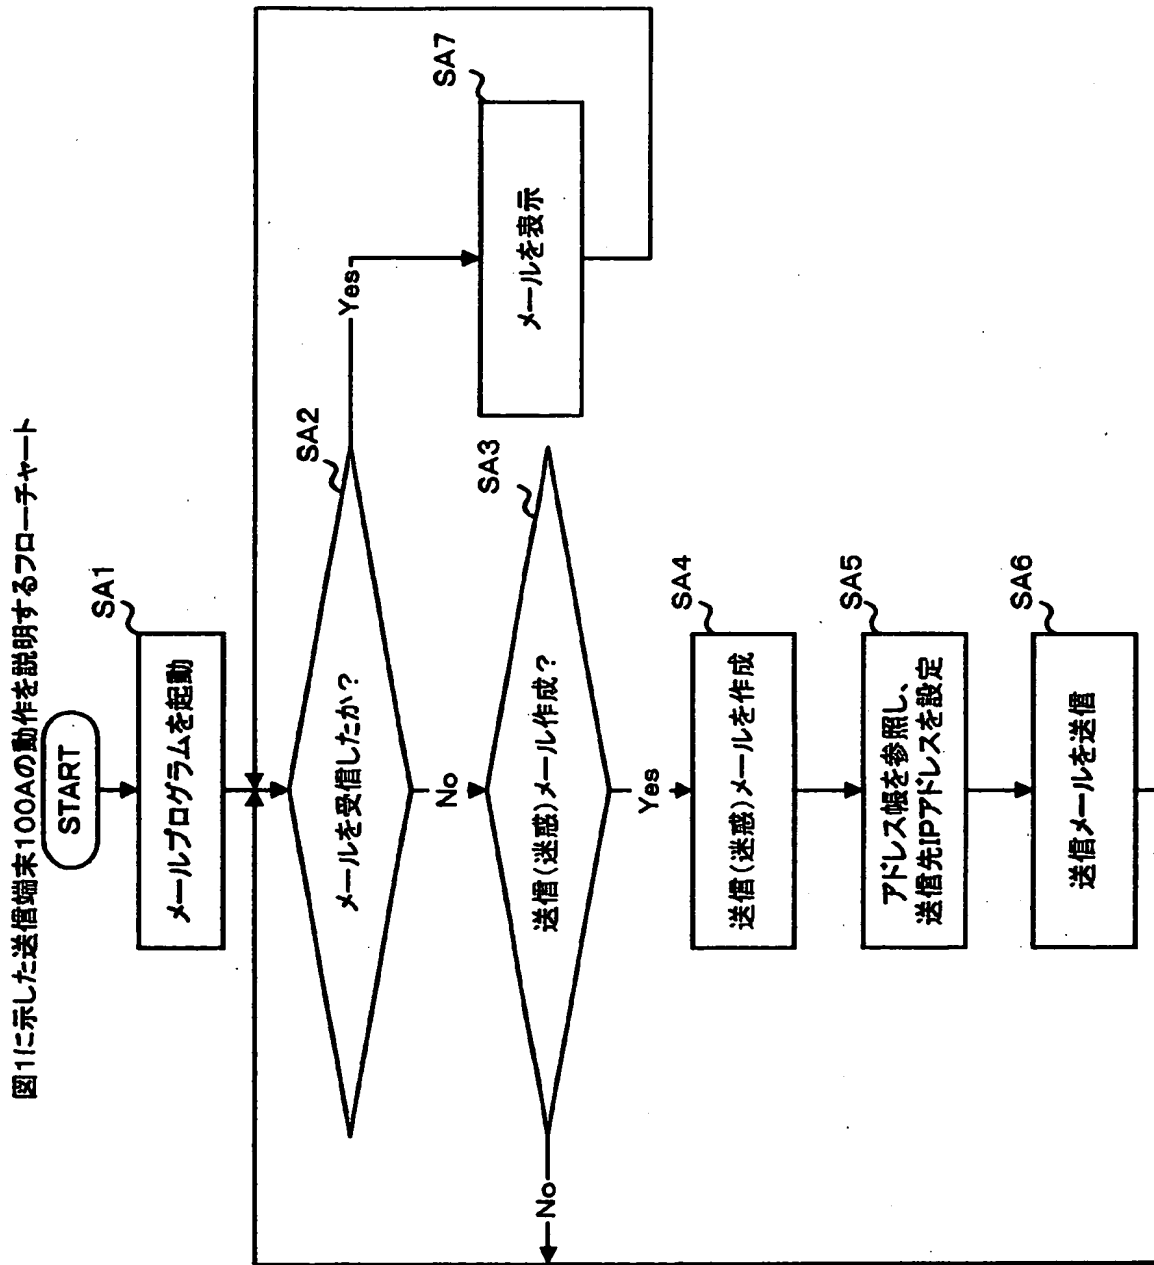 図1に示した送信端末100Aの動作を説明するフローチャート
START
SA1
メールプログラムを起動
SA2
メールを受信したか?
Yes
SA7
メールを表示
No
SA3
送信(迷惑)メール作成?
No
Yes
SA4
送信(迷惑)メールを作成
SA5
アドレス帳を参照し、
送信先IPアドレスを設定
SA6
送信メールを送信